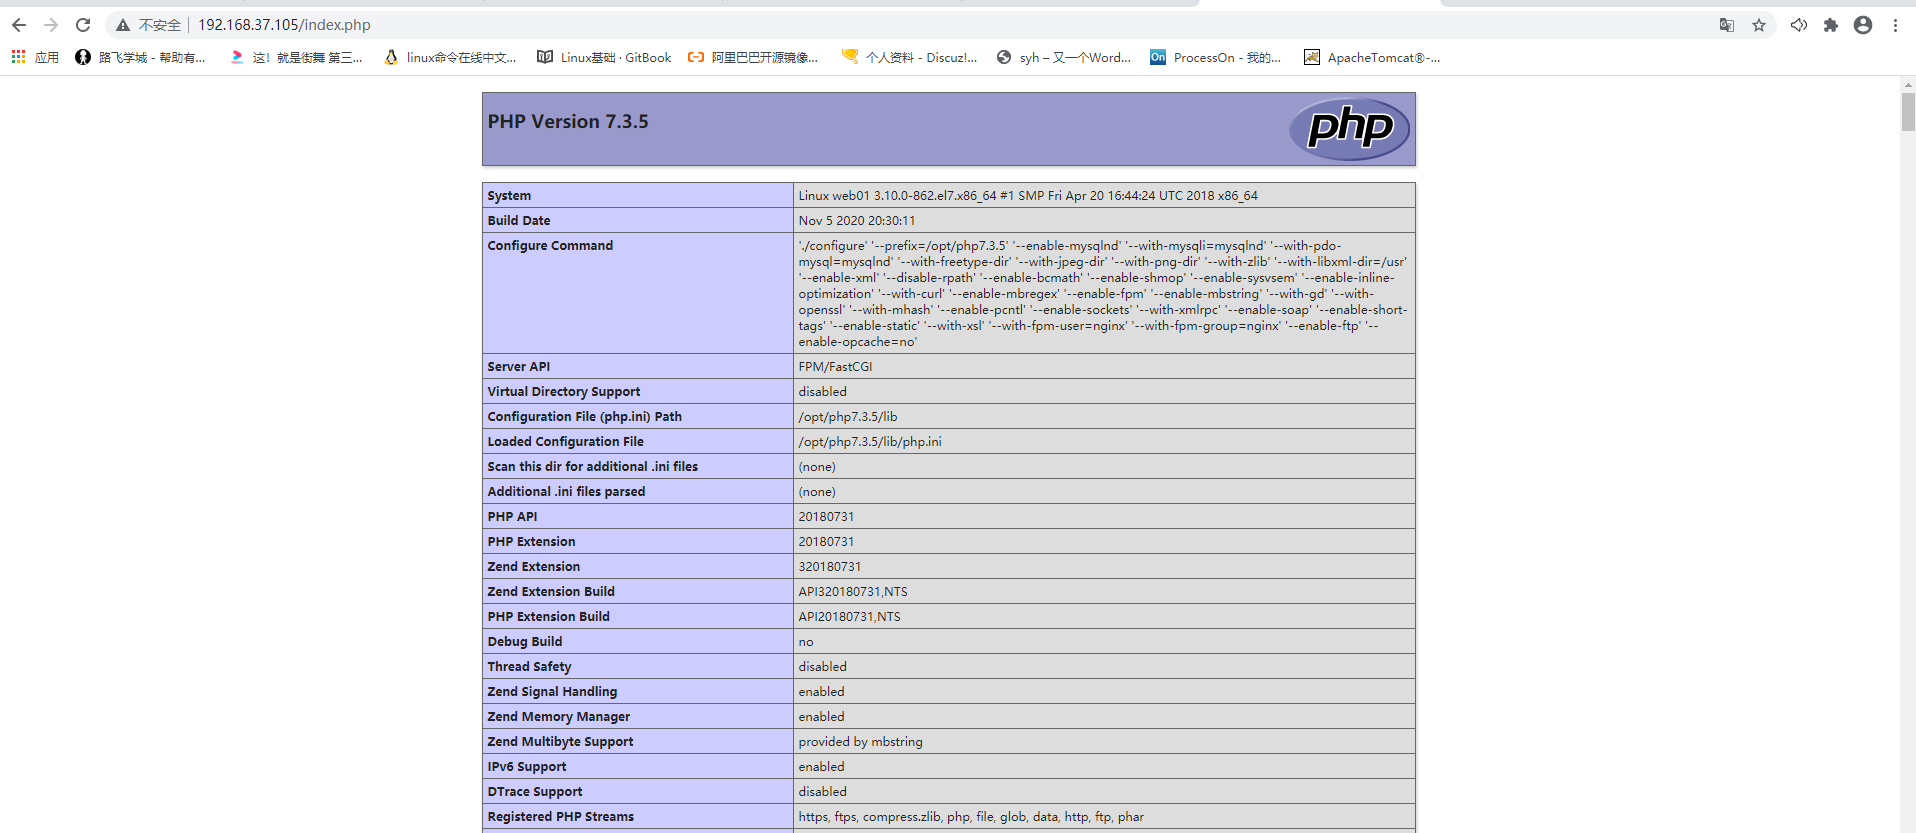 不安全 192.168.37.105/index.php
应用 路飞学城 - 帮助有... 这！就是街舞 第三... linux命令在线中文... Linux基础 · GitBook 阿里巴巴开源镜像... 个人资料 - Discuz!... syh – 又一个Word... On ProcessOn - 我的... ApacheTomcat®-...
PHP Version 7.3.5 php
System Linux web01 3.10.0-862.el7.x86_64 #1 SMP Fri Apr 20 16:44:24 UTC 2018 x86_64
Build Date Nov 5 2020 20:30:11
Configure Command './configure' '--prefix=/opt/php7.3.5' '--enable-mysqlnd' '--with-mysqli=mysqlnd' '--with-pdo-
mysql=mysqlnd' '--with-freetype-dir' '--with-jpeg-dir' '--with-png-dir' '--with-zlib' '--with-libxml-dir=/usr'
'--enable-xml' '--disable-rpath' '--enable-bcmath' '--enable-shmop' '--enable-sysvsem' '--enable-inline-
optimization' '--with-curl' '--enable-mbregex' '--enable-fpm' '--enable-mbstring' '--with-gd' '--with-
openssl' '--with-mhash' '--enable-pcntl' '--enable-sockets' '--with-xmlrpc' '--enable-soap' '--enable-short-
tags' '--enable-static' '--with-xsl' '--with-fpm-user=nginx' '--with-fpm-group=nginx' '--enable-ftp' '--
enable-opcache=no'
Server API FPM/FastCGI
Virtual Directory Support disabled
Configuration File (php.ini) Path /opt/php7.3.5/lib
Loaded Configuration File /opt/php7.3.5/lib/php.ini
Scan this dir for additional .ini files (none)
Additional .ini files parsed (none)
PHP API 20180731
PHP Extension 20180731
Zend Extension 320180731
Zend Extension Build API320180731,NTS
PHP Extension Build API20180731,NTS
Debug Build no
Thread Safety disabled
Zend Signal Handling enabled
Zend Memory Manager enabled
Zend Multibyte Support provided by mbstring
IPv6 Support enabled
DTrace Support disabled
Registered PHP Streams https, ftps, compress.zlib, php, file, glob, data, http, ftp, phar